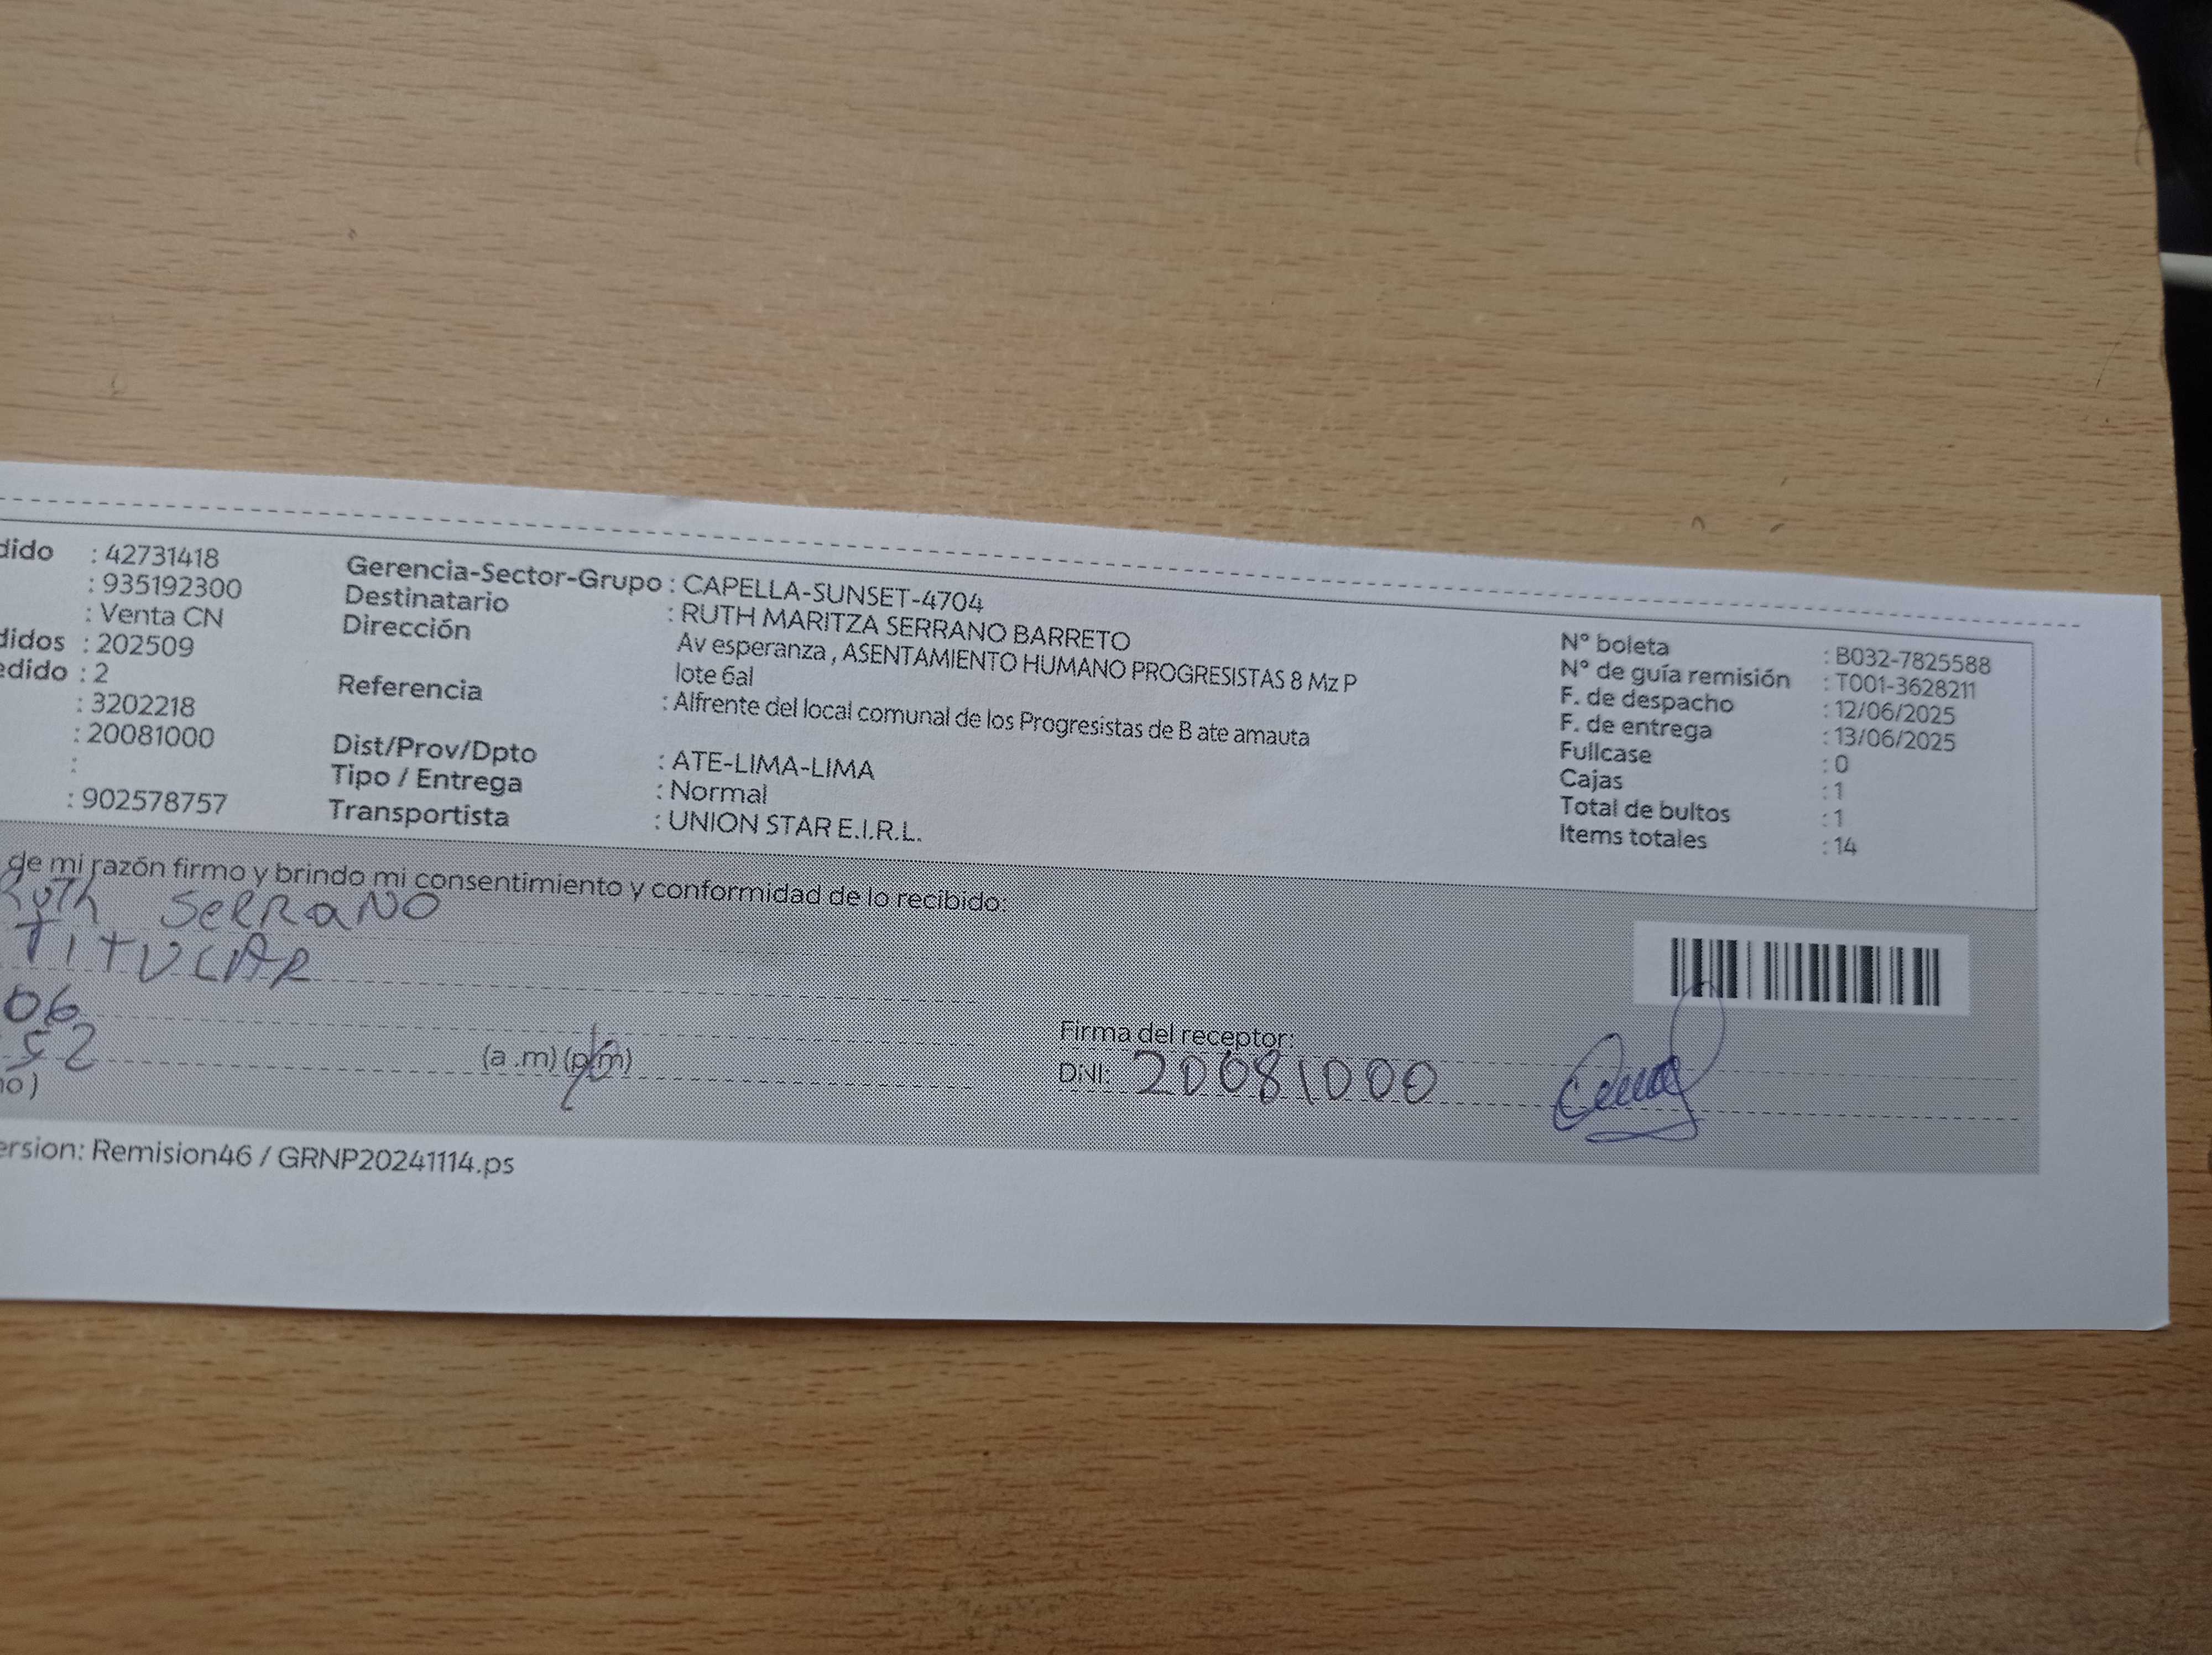 dido : 42731418
: 935192300
: Venta CN
didos : 202509
edido : 2
: 3202218
: 20081000
:
: 902578757
Gerencia-Sector-Grupo : CAPELLA-SUNSET-4704
Destinatario : RUTH MARITZA SERRANO BARRETO
Dirección Av esperanza , ASENTAMIENTO HUMANO PROGRESISTAS 8 Mz P
lote 6al
Referencia : Alfrente del local comunal de los Progresistas de B ate amauta
Dist/Prov/Dpto : ATE-LIMA-LIMA
Tipo / Entrega : Normal
Transportista : UNION STAR E.I.R.L.
N° boleta : B032-7825588
N° de guía remisión : T001-3628211
F. de despacho : 12/06/2025
F. de entrega : 13/06/2025
Fullcase : 0
Cajas : 1
Total de bultos : 1
Items totales : 14
de mi razón firmo y brindo mi consentimiento y conformidad de lo recibido:
Ruth SeRRaNO
TITULAR
06
52 (a .m) (p.m)
no )
Firma del receptor:
DNI: 20081000
ersion: Remision46 / GRNP20241114.ps